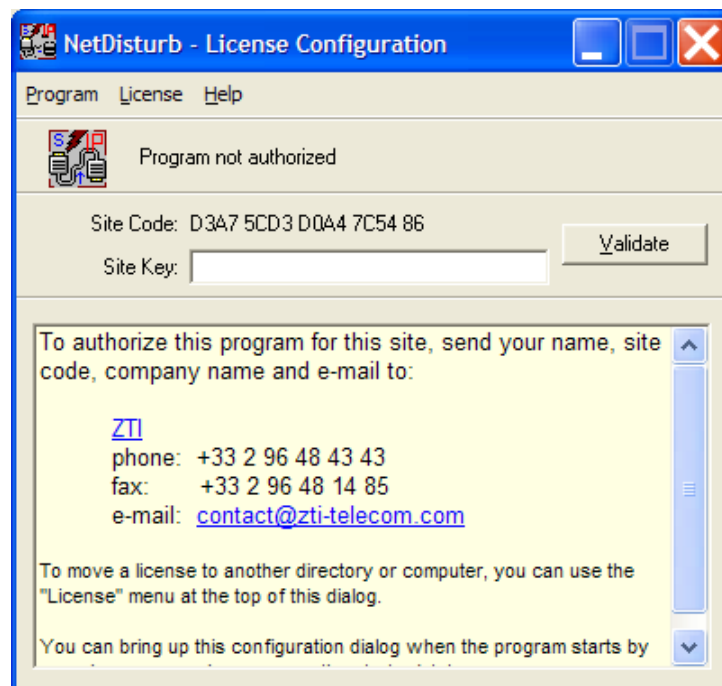 NetDisturb - License Configuration
Program License Help
Program not authorized
Site Code: D3A7 5CD3 D0A4 7C54 86
Validate
Site Key:
To authorize this program for this site, send your name, site
code, company name and e-mail to:
ZTI
phone: +33 2 96 48 43 43
fax: +33 2 96 48 14 85
e-mail: contact@zti-telecom.com
To move a license to another directory or computer, you can use the
"License" menu at the top of this dialog.
You can bring up this configuration dialog when the program starts by